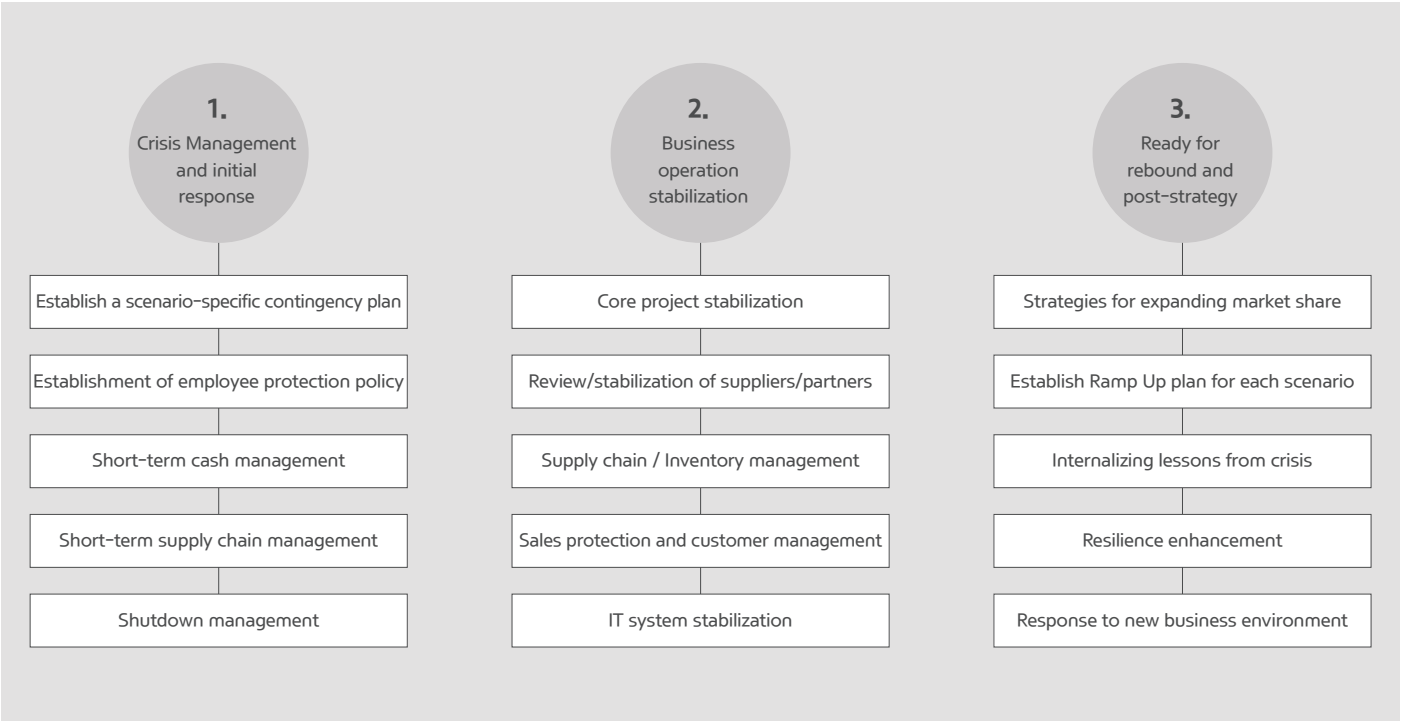 1.
Crisis Management
and initial
response
Establish a scenario-specific contingency plan
Establishment of employee protection policy
Short-term cash management
Short-term supply chain management
Shutdown management
2.
Business
operation
stabilization
Core project stabilization
Review/stabilization of suppliers/partners
Supply chain / Inventory management
Sales protection and customer management
IT system stabilization
3.
Ready for
rebound and
post-strategy
Strategies for expanding market share
Establish Ramp Up plan for each scenario
Internalizing lessons from crisis
Resilience enhancement
Response to new business environment